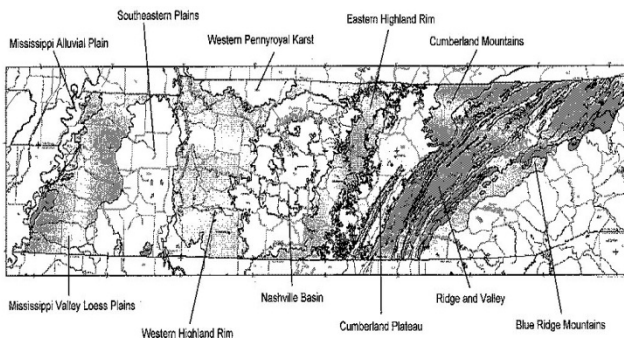 Southeastern Plains
Eastern Highland Rim
Mississippi Alluvial Plain
Western Pennyroyal Karst
Cumberland Mountains
Mississippi Valley Loess Plains
Nashville Basin
Ridge and Valley
Western Highland Rim
Cumberland Plateau
Blue Ridge Mountains